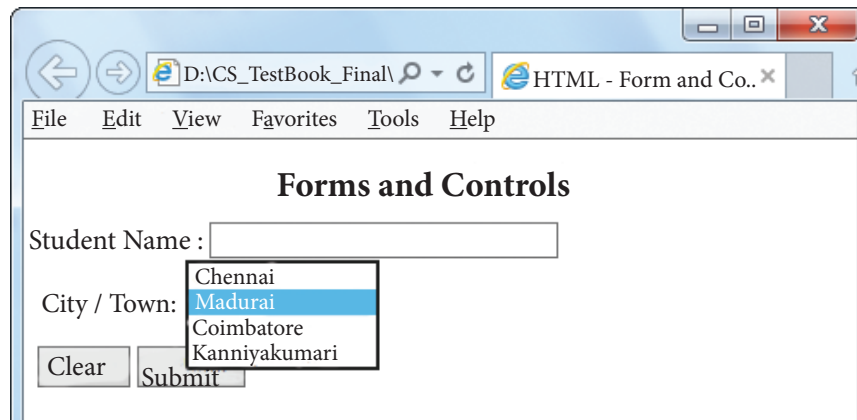 D:\CS_TestBook_Final\ HTML - Form and Co..
File Edit View Favorites Tools Help
Forms and Controls
Student Name :
City / Town:
Chennai
Madurai
Coimbatore
Kanniyakumari
Clear Submit